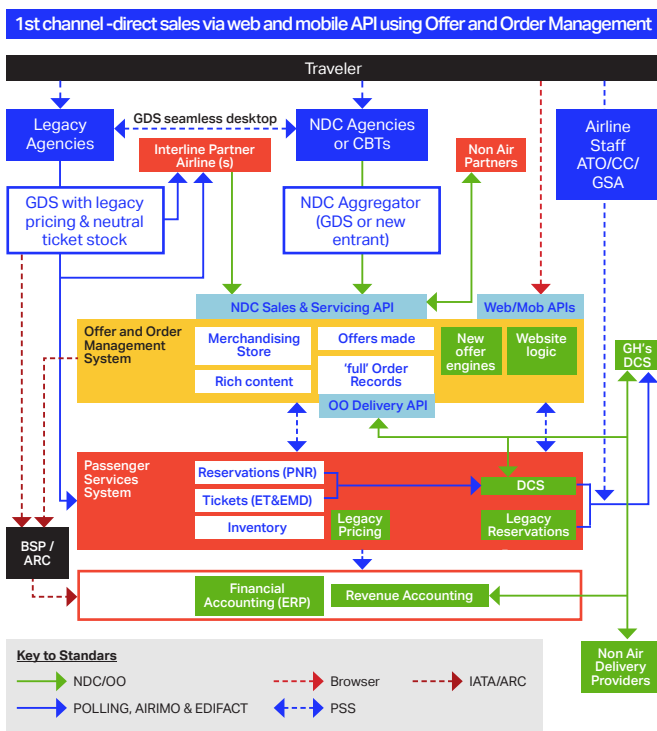 1st channel -direct sales via web and mobile API using Offer and Order Management
Traveler
Legacy
Agencies
GDS seamless desktop
NDC Agencies
or CBTs
Interline Partner
Airline (s)
Non Air
Partners
Airline
Staff
ATO/CC/
GSA
GDS with legacy
pricing & neutral
ticket stock
NDC Aggregator
(GDS or new
entrant)
NDC Sales & Servicing API
Web/Mob APIs
Offer and Order
Management
System
Merchandising
Store
Rich content
Offers made
'full' Order
Records
New
offer
engines
Website
logic
GH's
DCS
OO Delivery API
Passenger
Services
System
Reservations (PNR)
Tickets (ET&EMD)
Inventory
Legacy
Pricing
DCS
Legacy
Reservations
BSP /
ARC
Financial
Accounting (ERP)
Revenue Accounting
Non Air
Delivery
Providers
Key to Standars
NDC/OO
Browser
IATA/ARC
POLLING, AIRIMO & EDIFACT
PSS